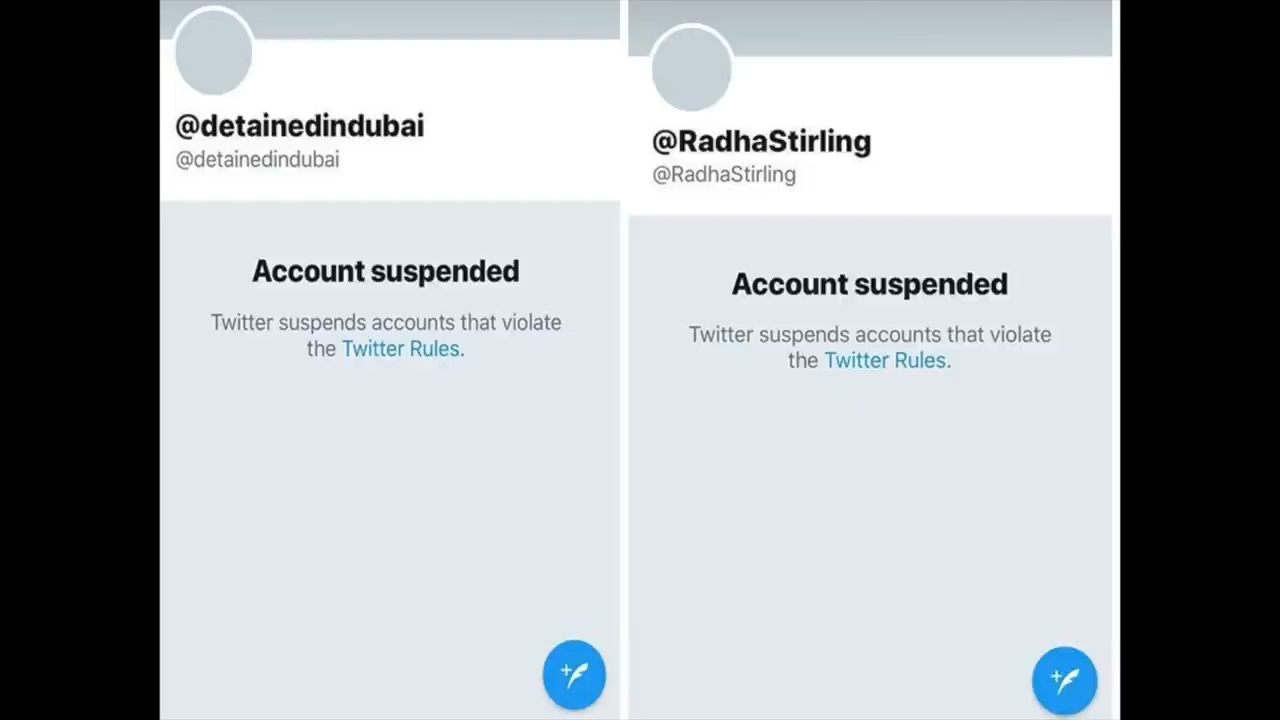 @detainedindubai
@detainedindubai
Account suspended
Twitter suspends accounts that violate
the Twitter Rules.
@RadhaStirling
@RadhaStirling
Account suspended
Twitter suspends accounts that violate
the Twitter Rules.